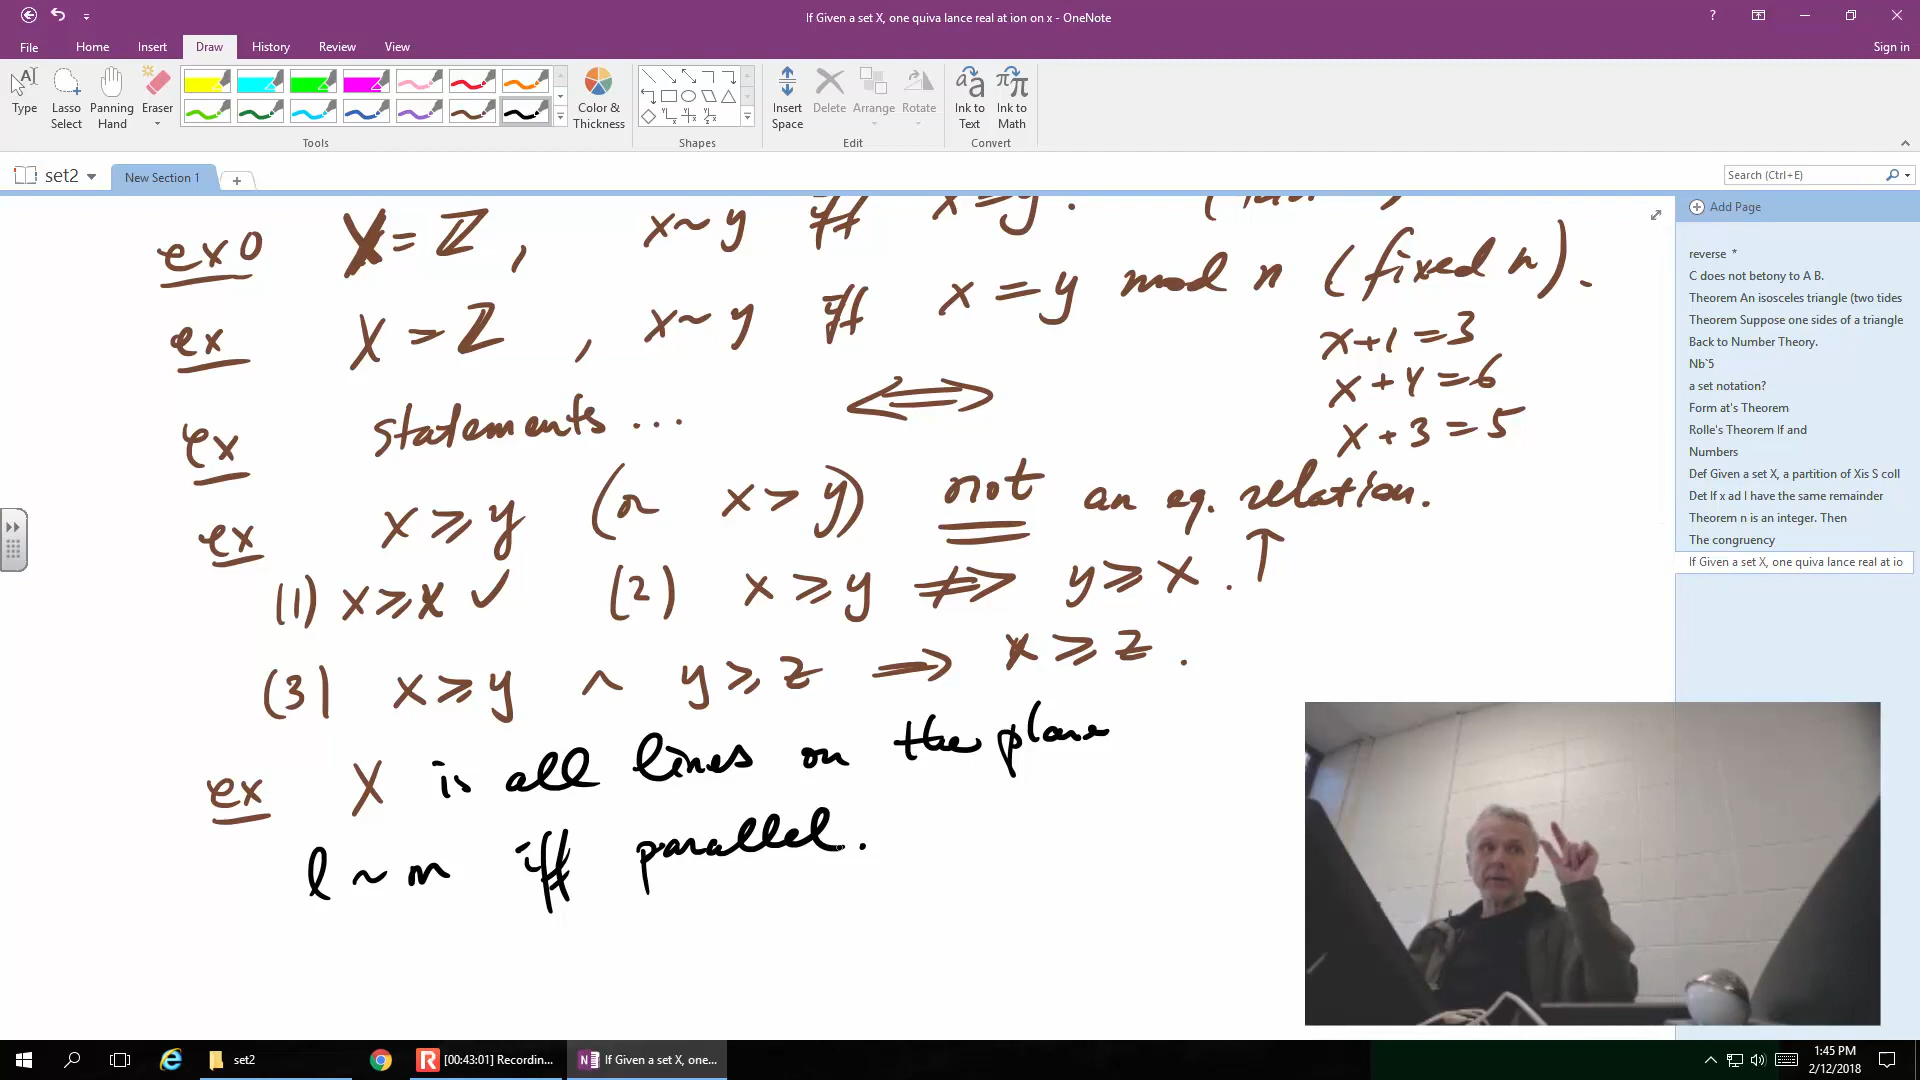 If Given a set X, one quiva lance real at ion on x - OneNote
?
File Home Insert Draw History Review View
Sign in
Type
Lasso Select
Panning Hand
Eraser
Color & Thickness
Insert Space
Delete
Arrange
Rotate
Ink to Text
Ink to Math
Tools
Shapes
Edit
Convert
set2
New Section 1
Search (Ctrl+E)
Add Page
reverse *
C does not betony to A B.
Theorem An isosceles triangle (two tides
Theorem Suppose one sides of a triangle
Back to Number Theory.
Nb`5
a set notation?
Form at's Theorem
Rolle's Theorem If and
Numbers
Def Given a set X, a partition of Xis S coll
Det If x ad I have the same remainder
Theorem n is an integer. Then
The congruency
If Given a set X, one quiva lance real at io
ex0 X = ℤ, x ~ y iff x = y.
ex X = ℤ, x ~ y iff x = y mod n (fixed n).
x + 1 = 3
x + 4 = 6
x + 3 = 5
ex statements ... ⟺
ex x ⩾ y (or x > y) not an eq. relation.
(1) x ⩾ x ✓ (2) x ⩾ y ⇏ y ⩾ x. ↑
(3) x ⩾ y ∧ y ⩾ z ⟹ x ⩾ z.
ex X is all lines on the plane
l ~ m iff parallel.
set2
[00:43:01] Recordin...
If Given a set X, one...
1:45 PM
2/12/2018